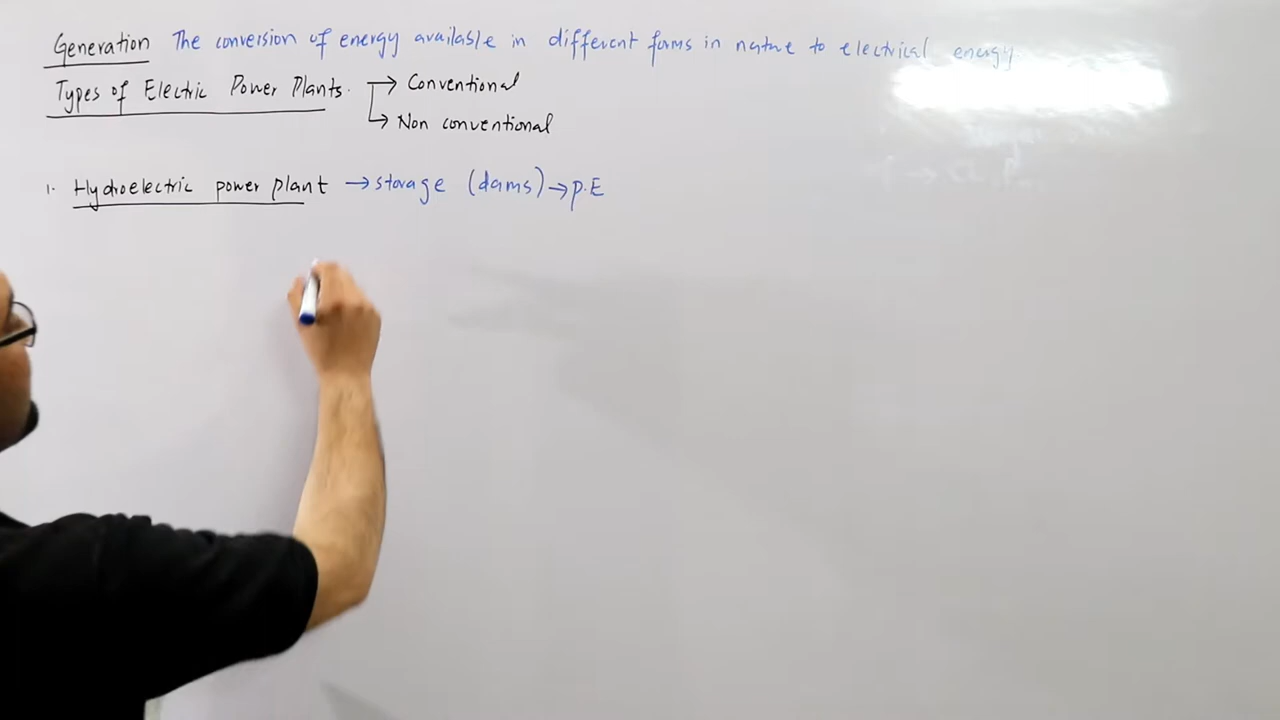 Generation The conversion of energy available in different forms in nature to electrical energy.
Types of Electric Power Plants. → Conventional
→ Non conventional
1. Hydroelectric power plant → storage (dams) → P.E